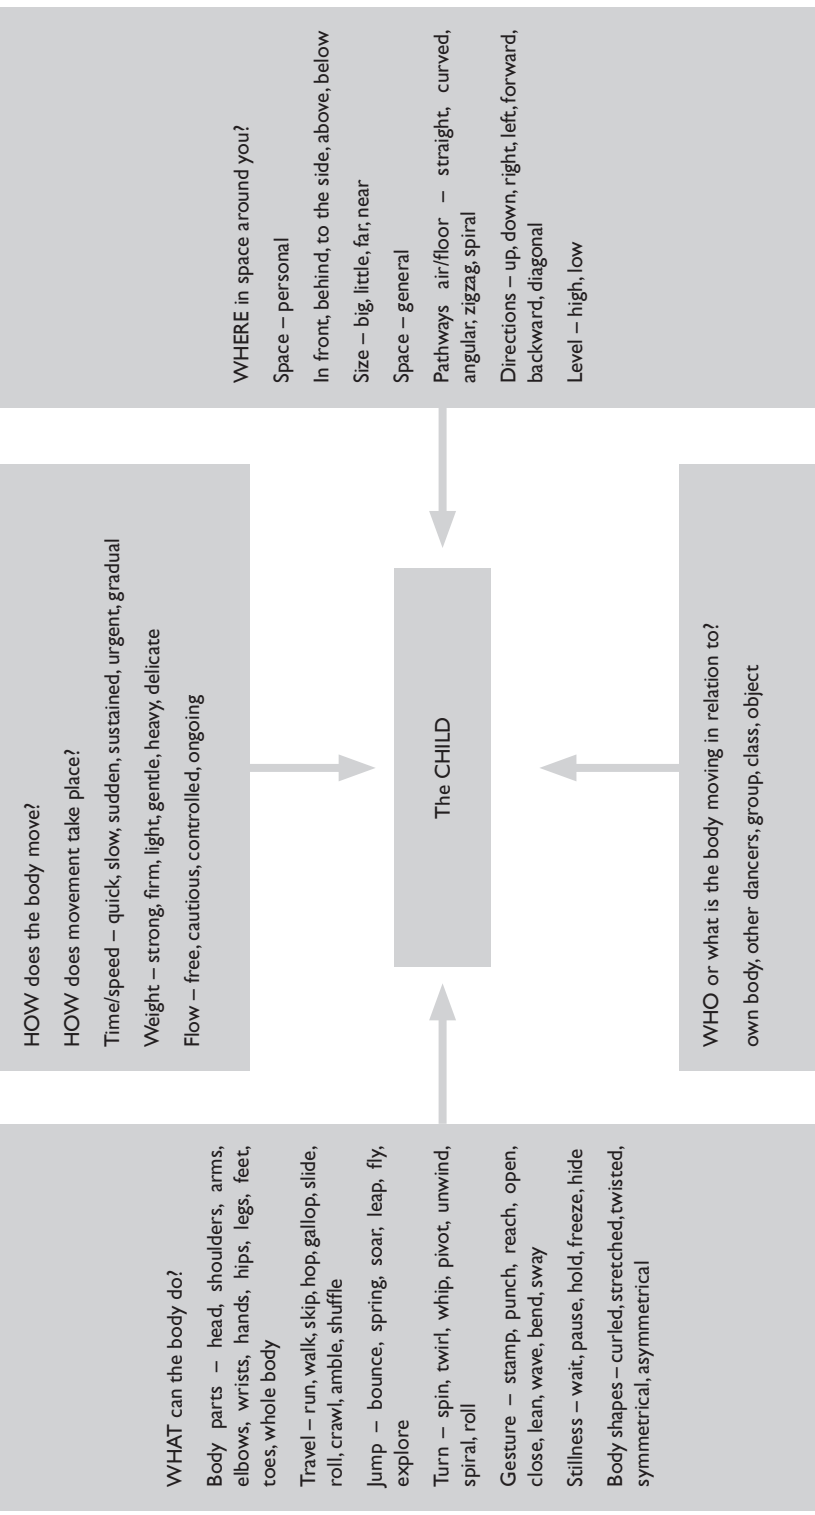 WHAT can the body do?
Body parts – head, shoulders, arms,
elbows, wrists, hands, hips, legs, feet,
toes, whole body
Travel – run, walk, skip, hop, gallop, slide,
roll, crawl, amble, shuffle
Jump – bounce, spring, soar, leap, fly,
explore
Turn – spin, twirl, whip, pivot, unwind,
spiral, roll
Gesture – stamp, punch, reach, open,
close, lean, wave, bend, sway
Stillness – wait, pause, hold, freeze, hide
Body shapes – curled, stretched, twisted,
symmetrical, asymmetrical
HOW does the body move?
HOW does movement take place?
Time/speed – quick, slow, sudden, sustained, urgent, gradual
Weight – strong, firm, light, gentle, heavy, delicate
Flow – free, cautious, controlled, ongoing
The CHILD
WHO or what is the body moving in relation to?
own body, other dancers, group, class, object
WHERE in space around you?
Space – personal
In front, behind, to the side, above, below
Size – big, little, far, near
Space – general
Pathways air/floor – straight, curved,
angular, zigzag, spiral
Directions – up, down, right, left, forward,
backward, diagonal
Level – high, low